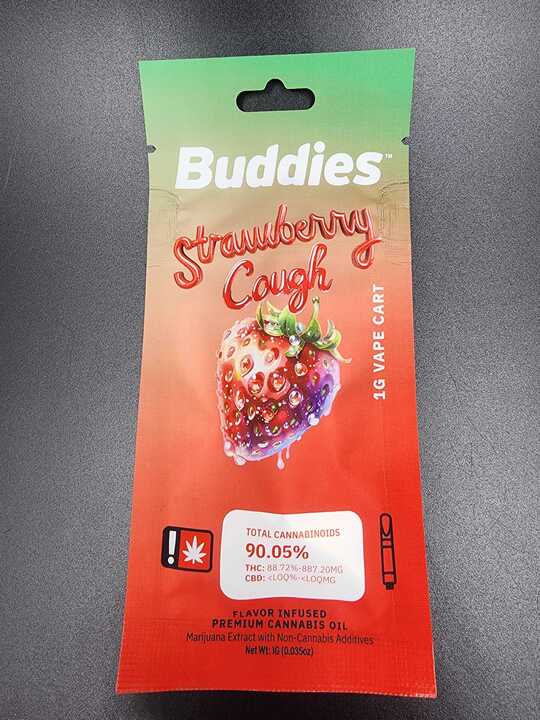 Buddies™
Strawberry
Cough
1G VAPE CART
!
TOTAL CANNABINOIDS
90.05%
THC: 88.72%-887.20MG
CBD: <LOQ%-<LOQMG
FLAVOR INFUSED
PREMIUM CANNABIS OIL
Marijuana Extract with Non-Cannabis Additives
Net Wt: 1G (0.035oz)